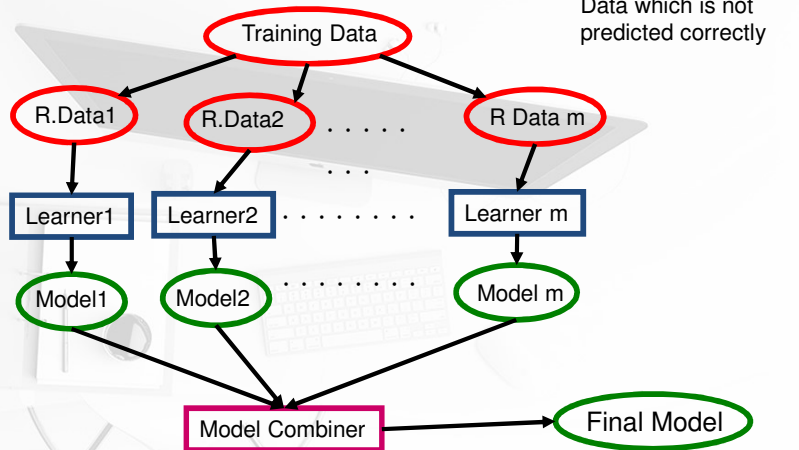 Data which is not
predicted correctly
Training Data
R.Data1
R.Data2
. . . . .
R Data m
. . .
Learner1
Learner2
. . . . . . . .
Learner m
Model1
Model2
. . . . . . . .
Model m
Model Combiner
Final Model